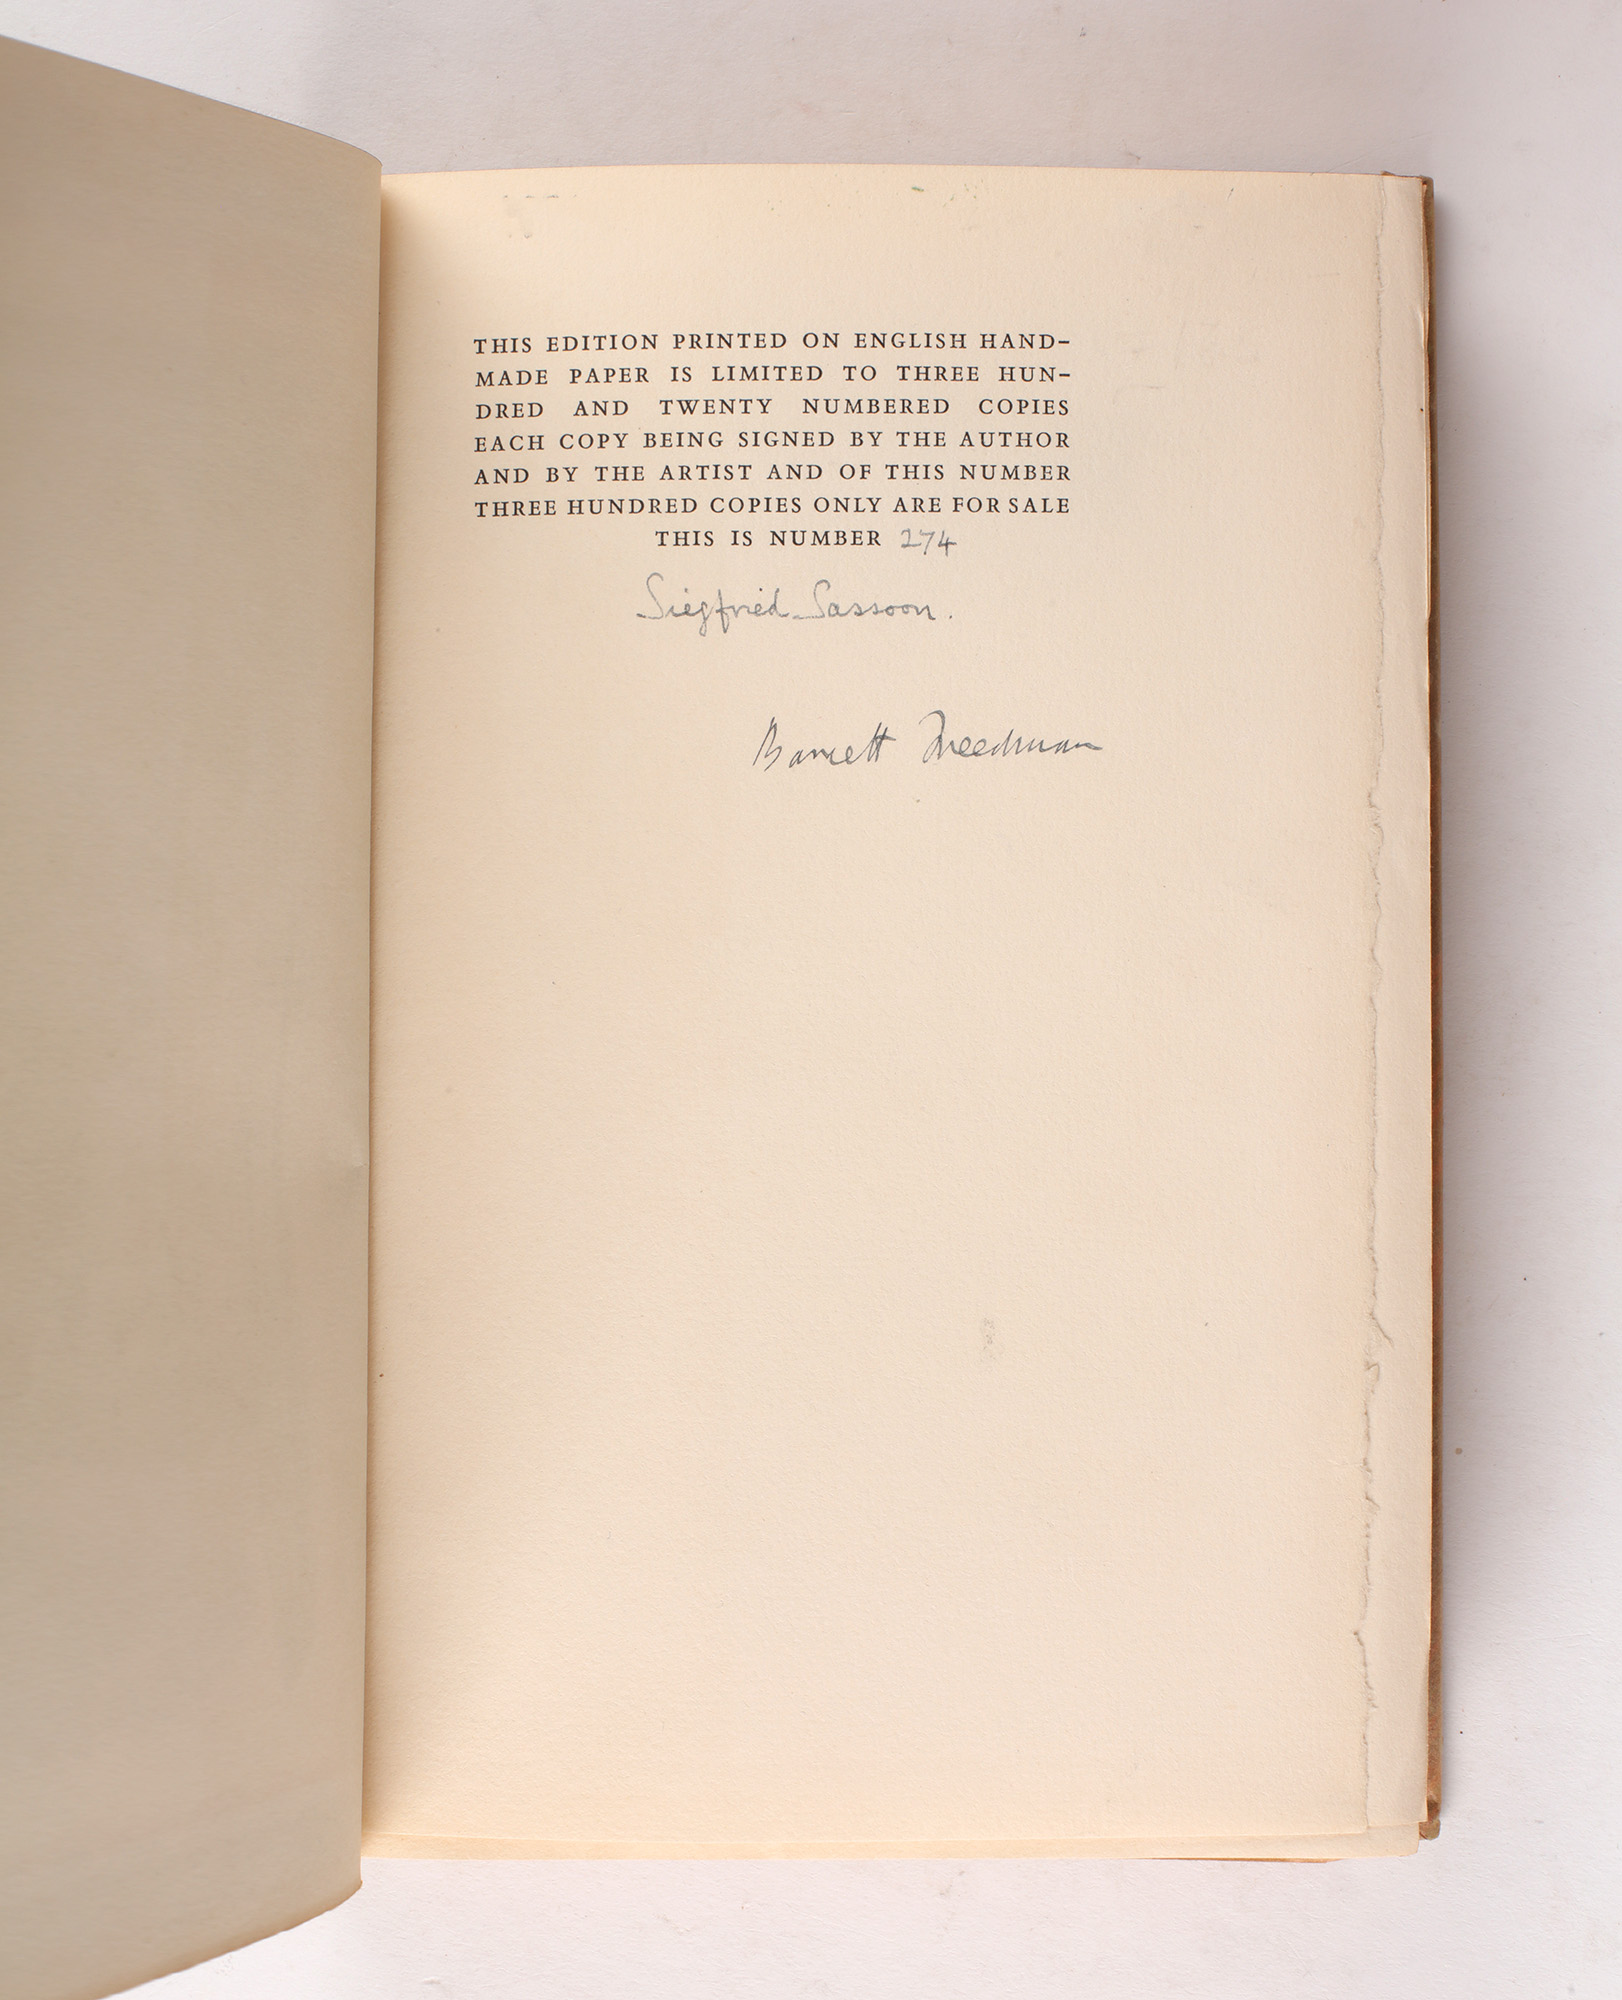 THIS EDITION PRINTED ON ENGLISH HAND-
MADE PAPER IS LIMITED TO THREE HUN-
DRED AND TWENTY NUMBERED COPIES
EACH COPY BEING SIGNED BY THE AUTHOR
AND BY THE ARTIST AND OF THIS NUMBER
THREE HUNDRED COPIES ONLY ARE FOR SALE
THIS IS NUMBER 274
Siegfried Sassoon.
Barnett Freedman